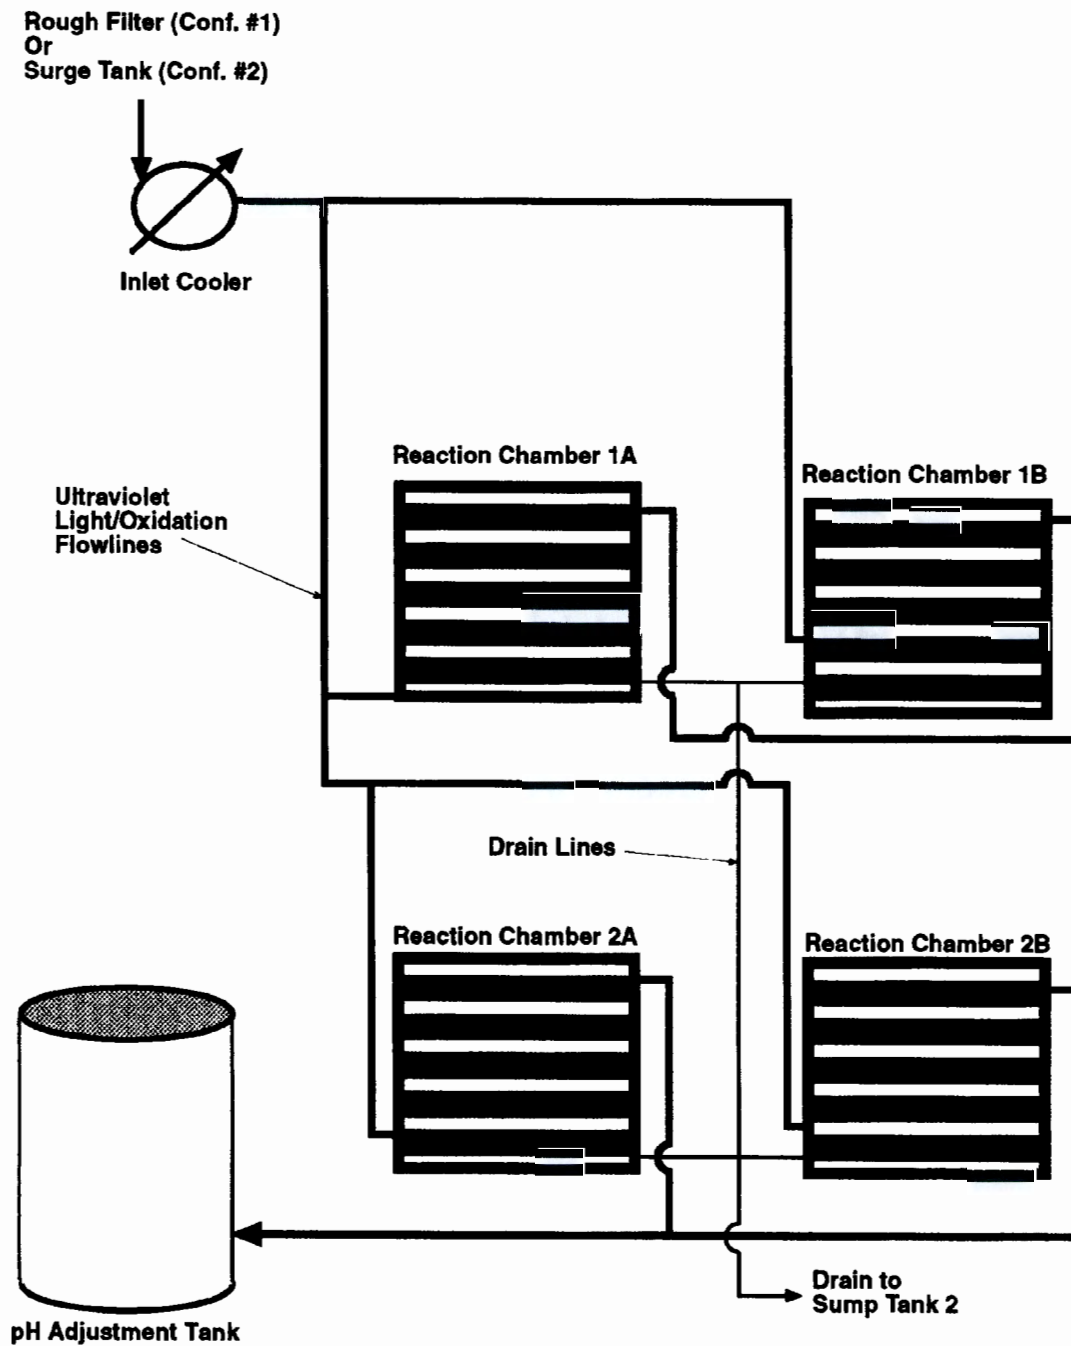 Rough Filter (Conf. #1)
Or
Surge Tank (Conf. #2)
Inlet Cooler
Reaction Chamber 1A
Reaction Chamber 1B
Ultraviolet
Light/Oxidation
Flowlines
Drain Lines
Reaction Chamber 2A
Reaction Chamber 2B
Drain to
Sump Tank 2
pH Adjustment Tank